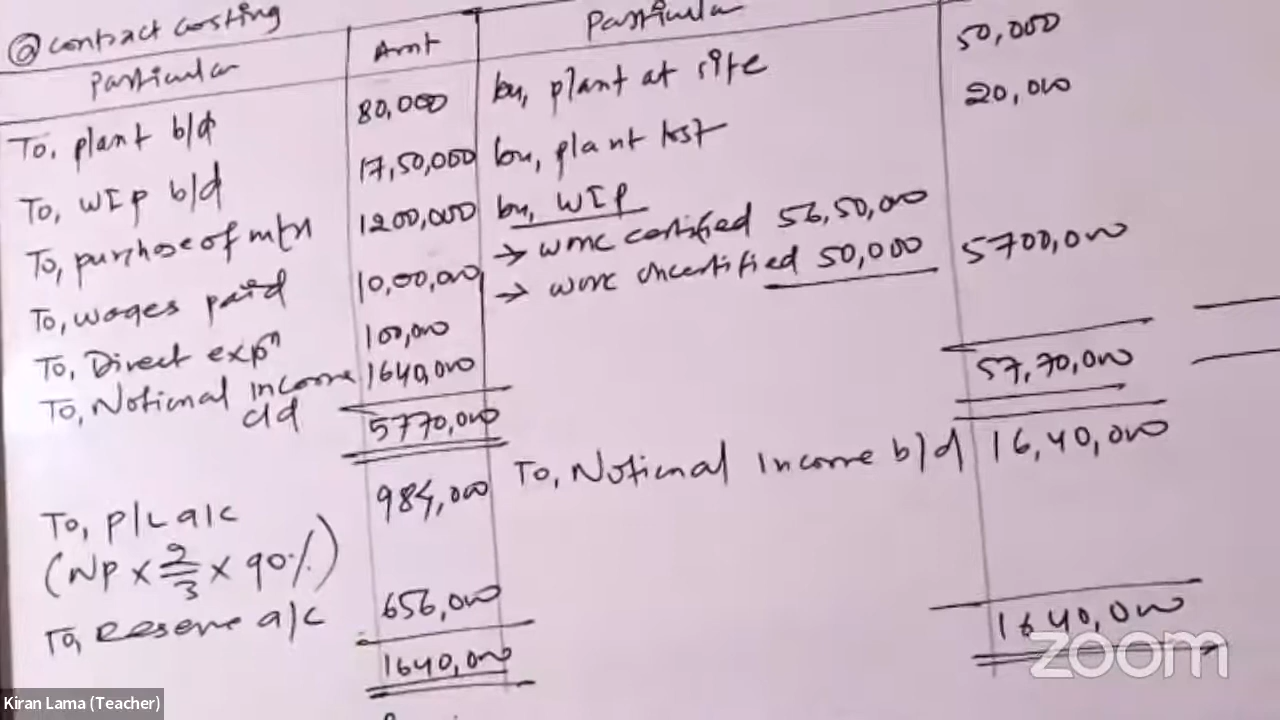 @ contract costing
Particular Amt Particular
To, plant b/d 80,000 by, plant at site 50,000
To, WIP b/d 17,50,000 by, plant lost 20,000
To, purchase of mtn 1200,000 by, WIP
To, wages paid 10,00,000 → work certified 56,50,000
To, Direct expn 100,000 → work uncertified 50,000 5700,000
To, Notional income 1640,000
c/d
5770,000 57,70,000
To, P/L a/c 984,000 To, Notional Income b/d 16,40,000
(NP × 2/3 × 90%)
To, Reserve a/c 656,000
1640,000 1640,000
zoom
Kiran Lama (Teacher)